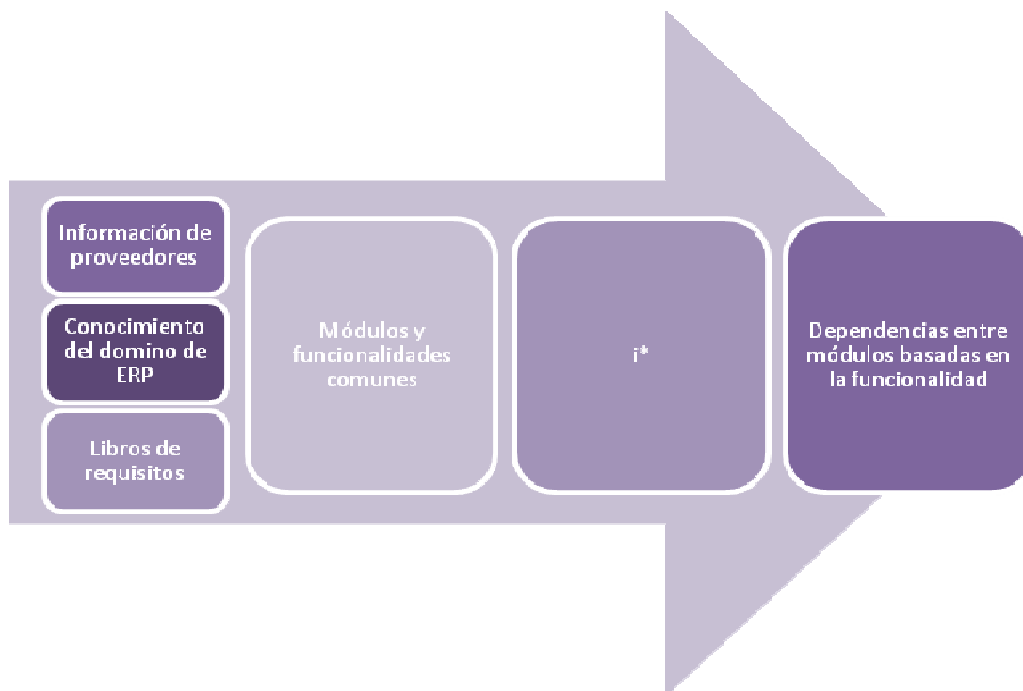 Información de
proveedores
Conocimiento
del domino de
ERP
Libros de
requisitos
Módulos y
funcionalidades
comunes
i*
Dependencias entre
módulos basadas en
la funcionalidad